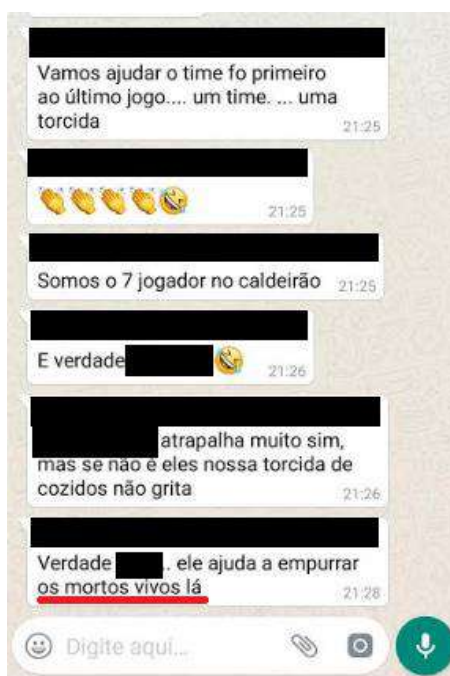 Vamos ajudar o time fo primeiro
ao último jogo.... um time. ... uma
torcida
21:25
👏👏👏👏🤣
21:25
Somos o 7 jogador no caldeirão 21:25
E verdade 🤣
21:26
atrapalha muito sim,
mas se não é eles nossa torcida de
cozidos não grita
21:26
Verdade .. ele ajuda a empurrar
os mortos vivos lá
21:28
Digite aqui...